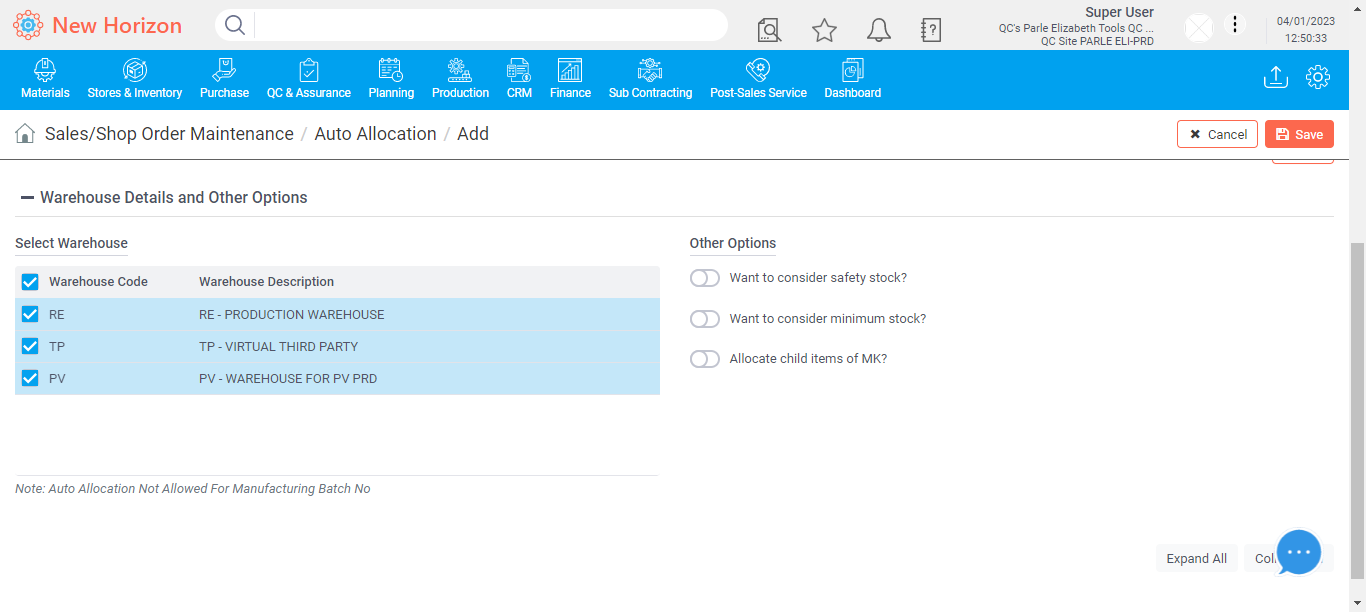 New Horizon
Super User
QC's Parle Elizabeth Tools QC ...
QC Site PARLE ELI-PRD
04/01/2023
12:50:33
Materials
Stores & Inventory
Purchase
QC & Assurance
Planning
Production
CRM
Finance
Sub Contracting
Post-Sales Service
Dashboard
Sales/Shop Order Maintenance / Auto Allocation / Add
Cancel
Save
Warehouse Details and Other Options
Select Warehouse
Warehouse Code Warehouse Description
RE RE - PRODUCTION WAREHOUSE
TP TP - VIRTUAL THIRD PARTY
PV PV - WAREHOUSE FOR PV PRD
Other Options
Want to consider safety stock?
Want to consider minimum stock?
Allocate child items of MK?
Note: Auto Allocation Not Allowed For Manufacturing Batch No
Expand All